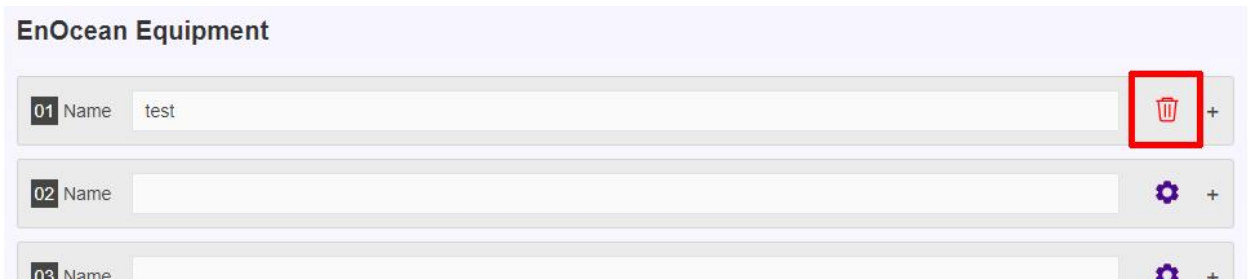 EnOcean Equipment
01 Name test +
02 Name +
03 Name +